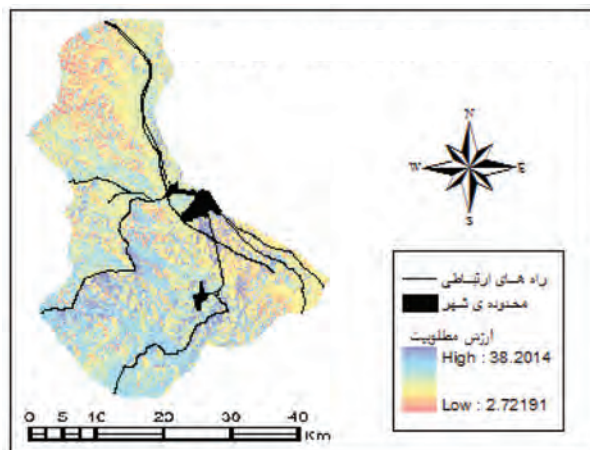 N
W E
S
راه های ارتباطی
محدوده ی شهر
ارزش مطلوبیت
High : 38.2014
Low : 2.72191
0 5 10 20 30 40
Km